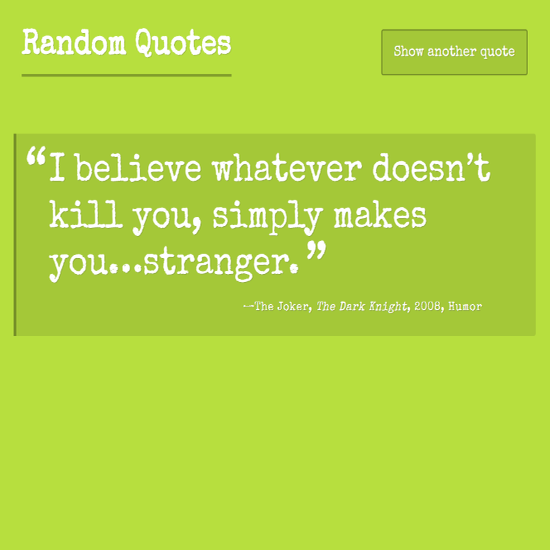 Random Quotes
Show another quote
“I believe whatever doesn’t
kill you, simply makes
you...stranger.”
—The Joker, The Dark Knight, 2008, Humor